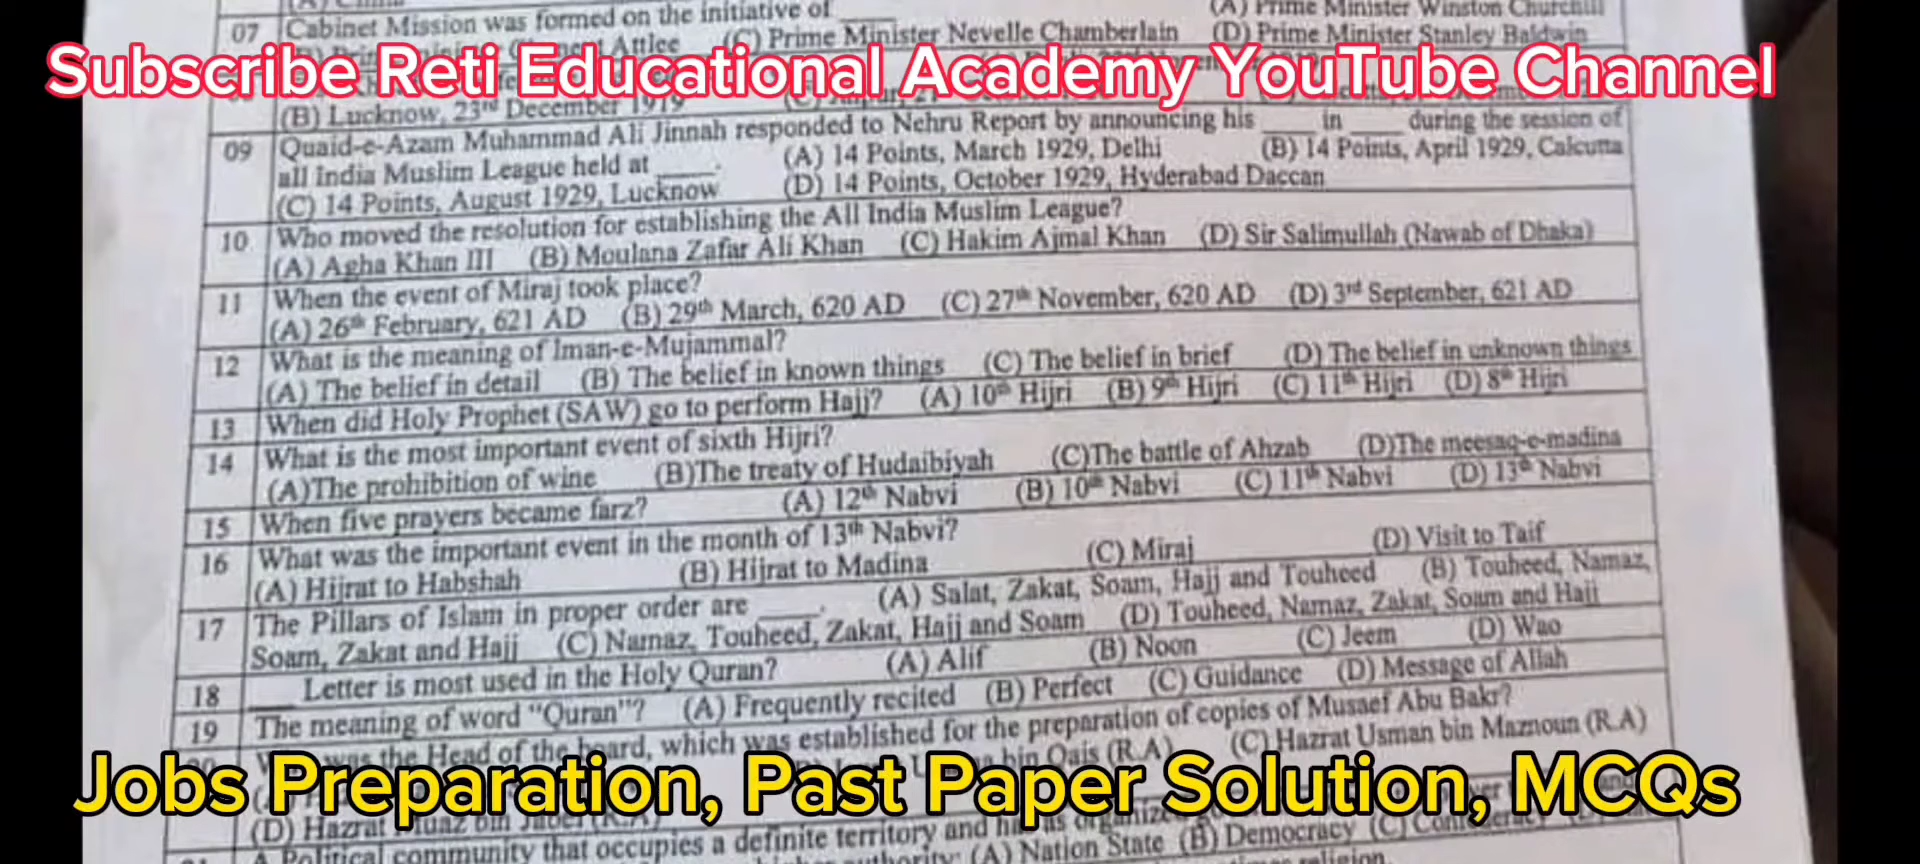 07 Cabinet Mission was formed on the initiative of ____ (A) Prime Minister Winston Churchill
Attlee (C) Prime Minister Nevelle Chamberlain (D) Prime Minister Stanley Baldwin
Subscribe Reti Educational Academy YouTube Channel
(B) Lucknow, 23rd December 1919
09 Quaid-e-Azam Muhammad Ali Jinnah responded to Nehru Report by announcing his ____ in ____ during the session of
all India Muslim League held at ____. (A) 14 Points, March 1929, Delhi (B) 14 Points, April 1929, Calcutta
(C) 14 Points, August 1929, Lucknow (D) 14 Points, October 1929, Hyderabad Daccan
10 Who moved the resolution for establishing the All India Muslim League?
(A) Agha Khan III (B) Moulana Zafar Ali Khan (C) Hakim Ajmal Khan (D) Sir Salimullah (Nawab of Dhaka)
11 When the event of Miraj took place?
(A) 26th February, 621 AD (B) 29th March, 620 AD (C) 27th November, 620 AD (D) 3rd September, 621 AD
12 What is the meaning of Iman-e-Mujammal?
(A) The belief in detail (B) The belief in known things (C) The belief in brief (D) The belief in unknown things
13 When did Holy Prophet (SAW) go to perform Hajj? (A) 10th Hijri (B) 9th Hijri (C) 11th Hijri (D) 8th Hijri
14 What is the most important event of sixth Hijri?
(A)The prohibition of wine (B)The treaty of Hudaibiyah (C)The battle of Ahzab (D)The meesaq-e-madina
15 When five prayers became farz? (A) 12th Nabvi (B) 10th Nabvi (C) 11th Nabvi (D) 13th Nabvi
16 What was the important event in the month of 13th Nabvi?
(A) Hijrat to Habshah (B) Hijrat to Madina (C) Miraj (D) Visit to Taif
17 The Pillars of Islam in proper order are ____. (A) Salat, Zakat, Soam, Hajj and Touheed (B) Touheed, Namaz,
Soam, Zakat and Hajj (C) Namaz, Touheed, Zakat, Hajj and Soam (D) Touheed, Namaz, Zakat, Soam and Hajj
18 ____ Letter is most used in the Holy Quran? (A) Alif (B) Noon (C) Jeem (D) Wao
19 The meaning of word "Quran"? (A) Frequently recited (B) Perfect (C) Guidance (D) Message of Allah
the Head of the board, which was established for the preparation of copies of Musaef Abu Bakr?
bin Qais (R.A) (C) Hazrat Usman bin Maznoun (R.A)
Jobs Preparation, Past Paper Solution, MCQs
(D) Hazrat
A Political community that occupies a definite territory and
authority: (A) Nation State (B) Democracy
religion.